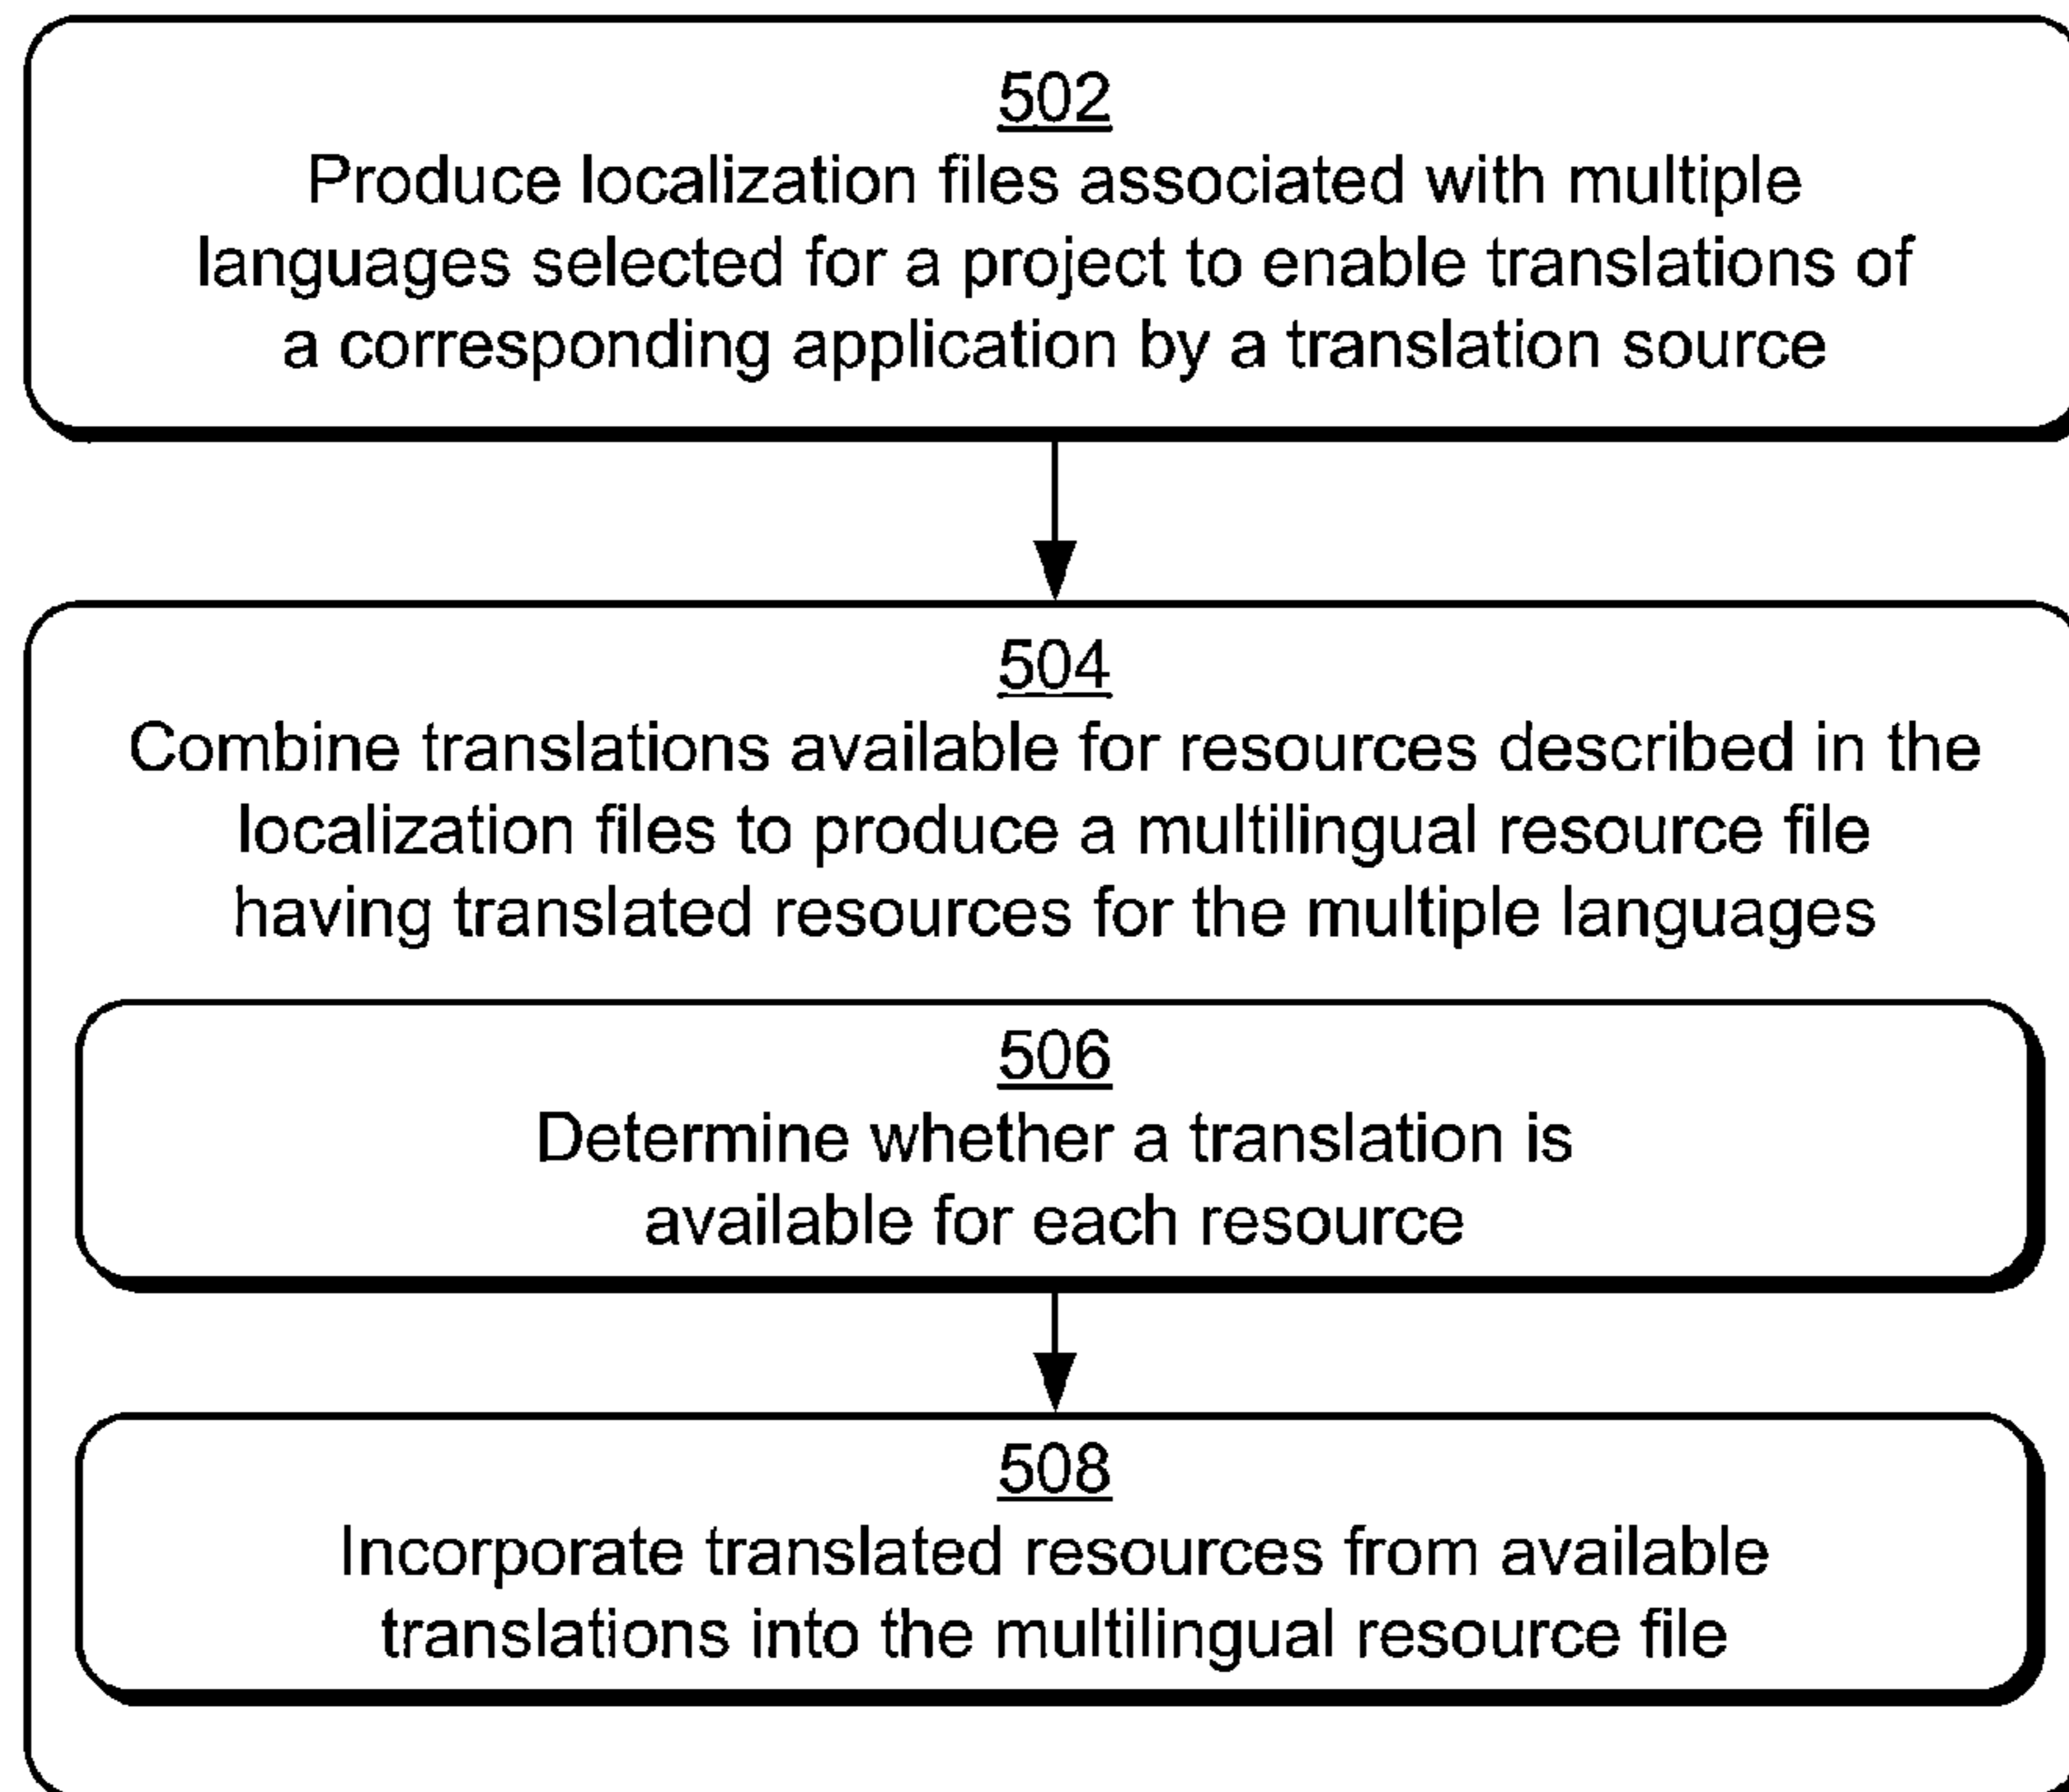 502
Produce localization files associated with multiple
languages selected for a project to enable translations of
a corresponding application by a translation source
504
Combine translations available for resources described in the
localization files to produce a multilingual resource file
having translated resources for the multiple languages
506
Determine whether a translation is
available for each resource
508
Incorporate translated resources from available
translations into the multilingual resource file